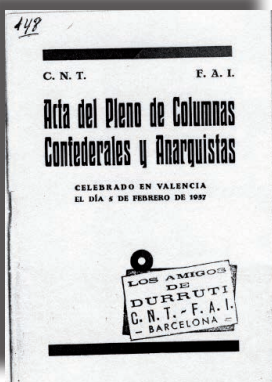 148
C. N. T. F. A. I.
Acta del Pleno de Columnas
Confederales y Anarquistas
CELEBRADO EN VALENCIA
EL DÍA 5 DE FEBRERO DE 1937
LOS AMIGOS
DE
DURRUTI
C. N. T. - F. A. I.
- BARCELONA -